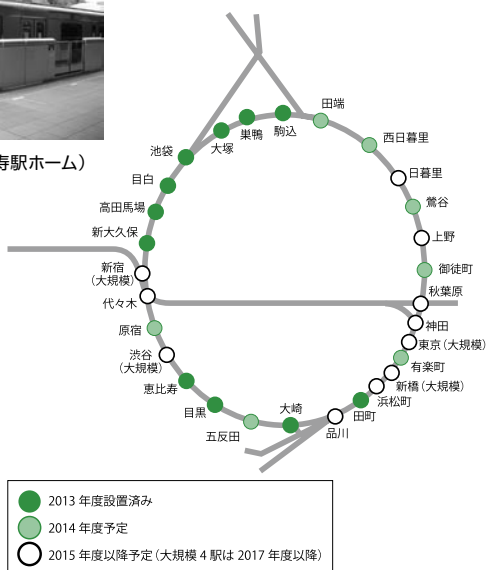 寿駅ホーム）
田端
駒込
巣鴨
大塚
西日暮里
池袋
日暮里
目白
鶯谷
高田馬場
新大久保
上野
新宿
（大規模）
御徒町
代々木
秋葉原
原宿
神田
渋谷
（大規模）
東京（大規模）
有楽町
恵比寿
新橋（大規模）
目黒
浜松町
大崎
田町
五反田
品川
2013 年度設置済み
2014 年度予定
2015 年度以降予定（大規模 4 駅は 2017 年度以降）